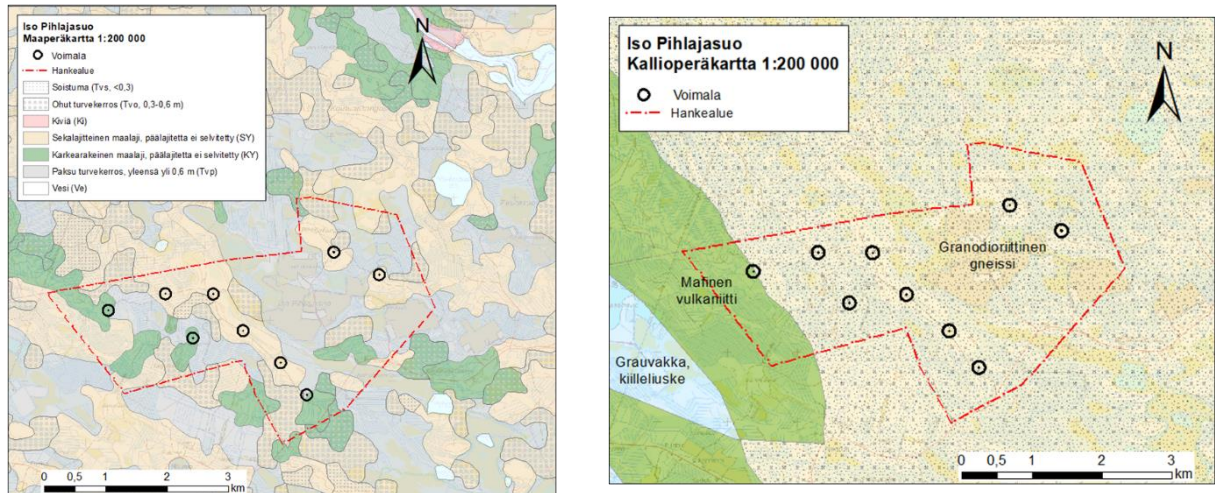 Iso Pihlajasuo
Maaperäkartta 1:200 000
Voimala
Hankealue
Soistuma (Tvs, <0,3)
Ohut turvekerros (Tvo, 0,3-0,6 m)
Kiviä (Ki)
Sekalajitteinen maalaji, päälajitetta ei selvitetty (SY)
Karkearakeinen maalaji, päälajitetta ei selvitetty (KY)
Paksu turvekerros, yleensä yli 0,6 m (Tvp)
Vesi (Ve)
N
Iso Pihlajasuo
0 0,5 1 2 3
km
Iso Pihlajasuo
Kallioperäkartta 1:200 000
Voimala
Hankealue
N
Granodioriittinen
gneissi
Mafinen
vulkaniitti
Grauvakka,
kiilleliuske
0 0,5 1 2 3
km